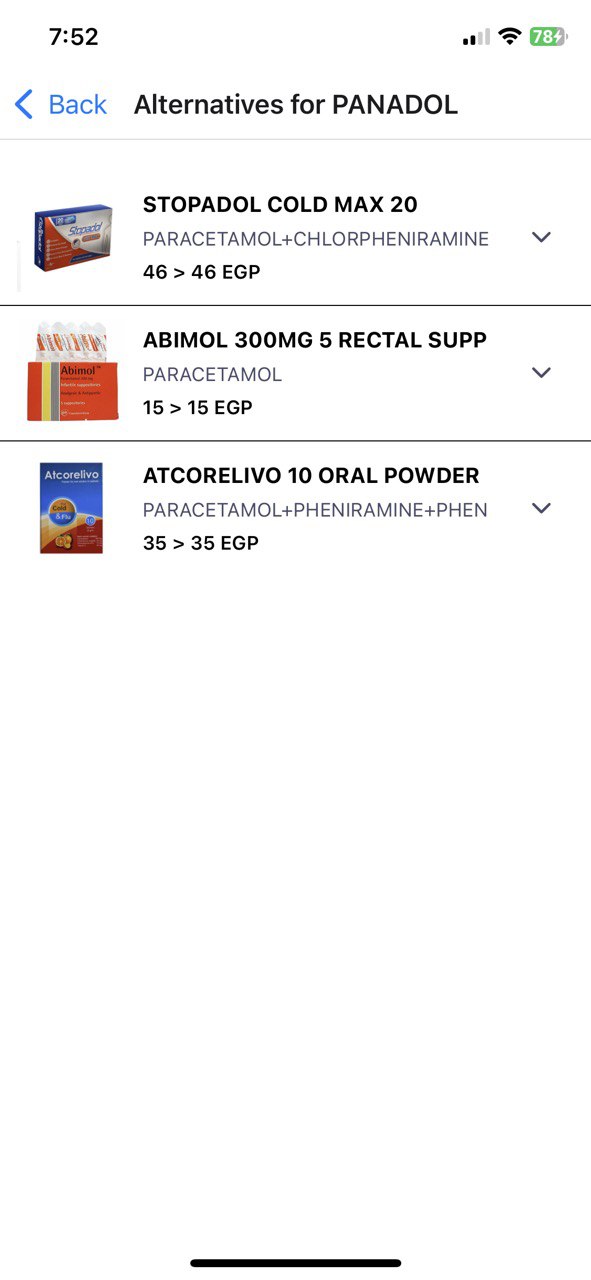 7:52
78
Back
Alternatives for PANADOL
Stopadol
STOPADOL COLD MAX 20
PARACETAMOL+CHLORPHENIRAMINE
46 > 46 EGP
Abimol
ABIMOL 300MG 5 RECTAL SUPP
PARACETAMOL
15 > 15 EGP
Atcorelivo
Cold
& Flu
10
ATCORELIVO 10 ORAL POWDER
PARACETAMOL+PHENIRAMINE+PHEN
35 > 35 EGP